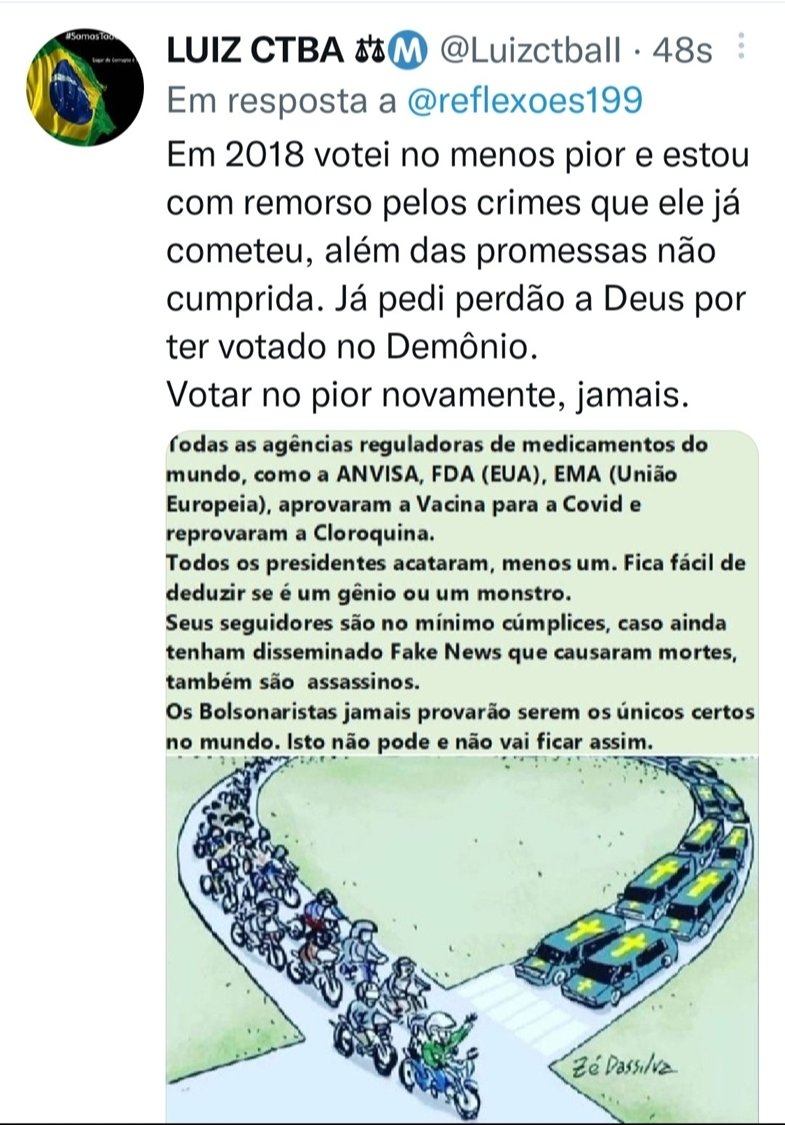 #SomosTod
LUIZ CTBA @Luizctball · 48s
Em resposta a @reflexoes199
Em 2018 votei no menos pior e estou
com remorso pelos crimes que ele já
cometeu, além das promessas não
cumprida. Já pedi perdão a Deus por
ter votado no Demônio.
Votar no pior novamente, jamais.
Todas as agências reguladoras de medicamentos do
mundo, como a ANVISA, FDA (EUA), EMA (União
Europeia), aprovaram a Vacina para a Covid e
reprovaram a Cloroquina.
Todos os presidentes acataram, menos um. Fica fácil de
deduzir se é um gênio ou um monstro.
Seus seguidores são no mínimo cúmplices, caso ainda
tenham disseminado Fake News que causaram mortes,
também são assassinos.
Os Bolsonaristas jamais provarão serem os únicos certos
no mundo. Isto não pode e não vai ficar assim.
Zé Dassilva